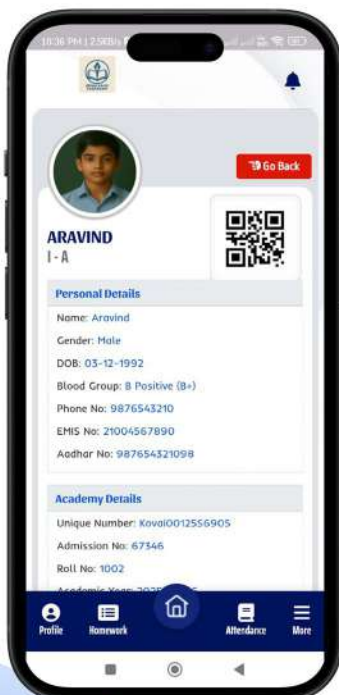 Go Back
ARAVIND
I - A
Personal Details
Name: Aravind
Gender: Male
DOB: 03-12-1992
Blood Group: B Positive (B+)
Phone No: 9876543210
EMIS No: 21004567890
Aadhar No: 987654321098
Academy Details
Unique Number: Kovai0012556905
Admission No: 67346
Roll No: 1002
Academic Year:
Profile
Homework
Attendance
More